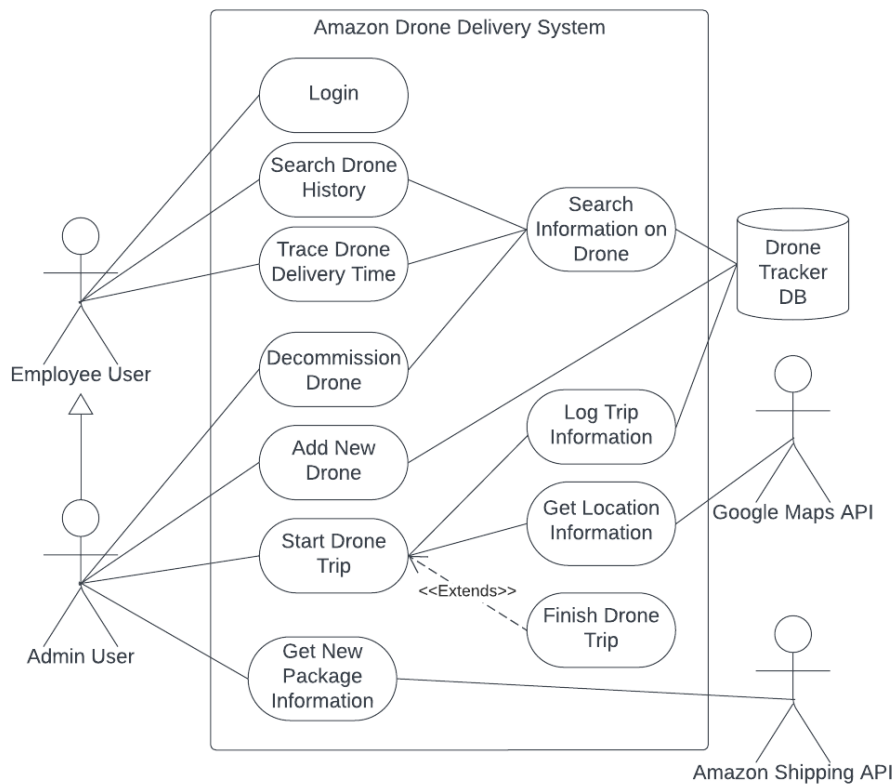 Amazon Drone Delivery System
Login
Search Drone
History
Trace Drone
Delivery Time
Search
Information on
Drone
Drone
Tracker
DB
Employee User
Decommission
Drone
Add New
Drone
Log Trip
Information
Google Maps API
Start Drone
Trip
Get Location
Information
<<Extends>>
Finish Drone
Trip
Admin User
Get New
Package
Information
Amazon Shipping API